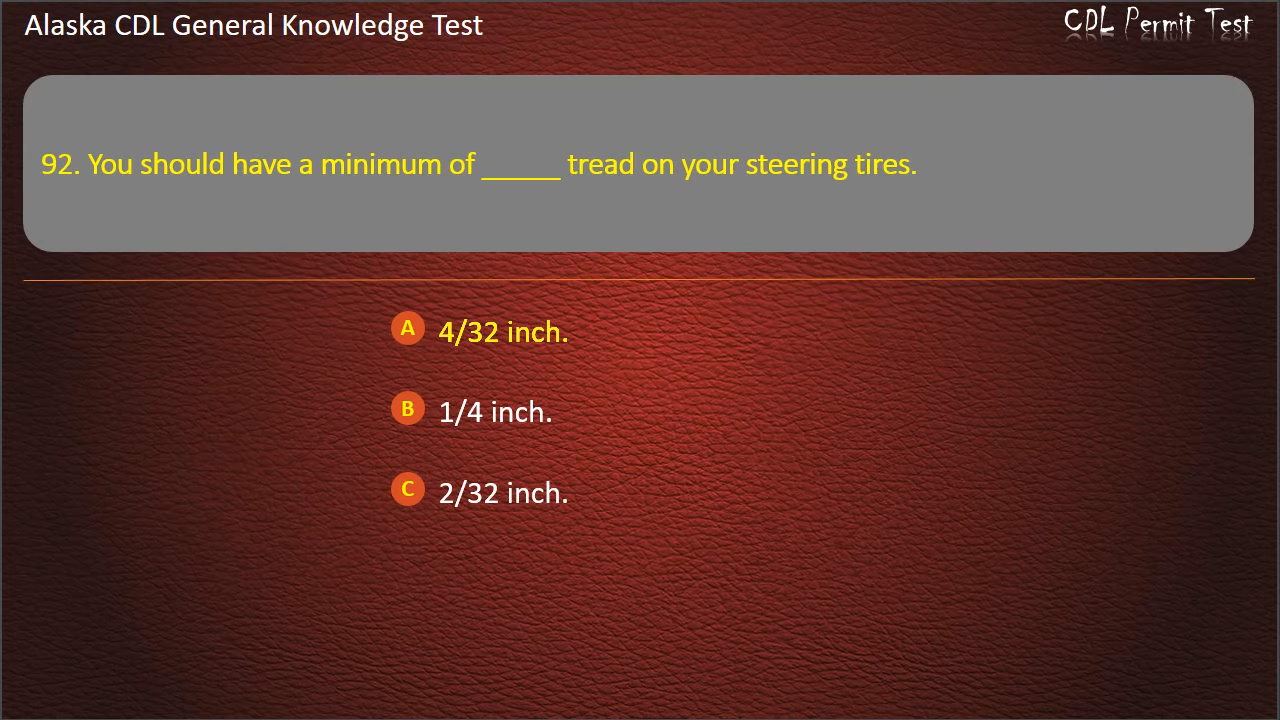 Alaska CDL General Knowledge Test
CDL Permit Test
92. You should have a minimum of _____ tread on your steering tires.
A 4/32 inch.
B 1/4 inch.
C 2/32 inch.